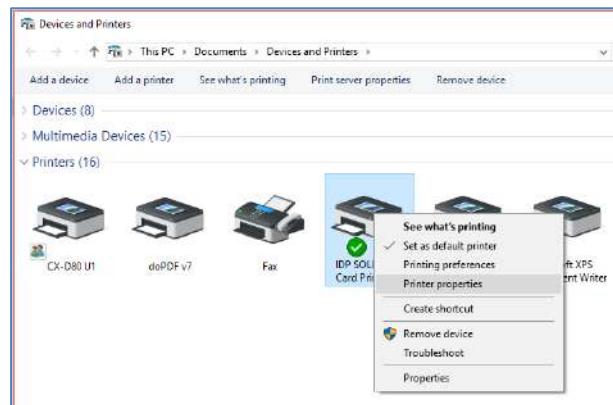 Devices and Printers
This PC > Documents > Devices and Printers >
Add a device Add a printer See what's printing Print server properties Remove device
Devices (8)
Multimedia Devices (15)
Printers (16)
CX-D80 U1
doPDF v7
Fax
IDP SOL
Card Pri
ft XPS
ent Writer
See what's printing
Set as default printer
Printing preferences
Printer properties
Create shortcut
Remove device
Troubleshoot
Properties